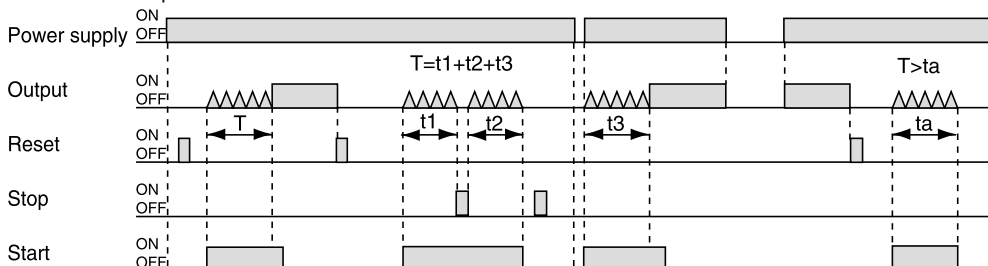 ON
Power supply OFF
T=t1+t2+t3
T>ta
ON
Output
OFF
T t1 t2 t3 ta
ON
Reset
OFF
ON
Stop
OFF
ON
Start
OFF